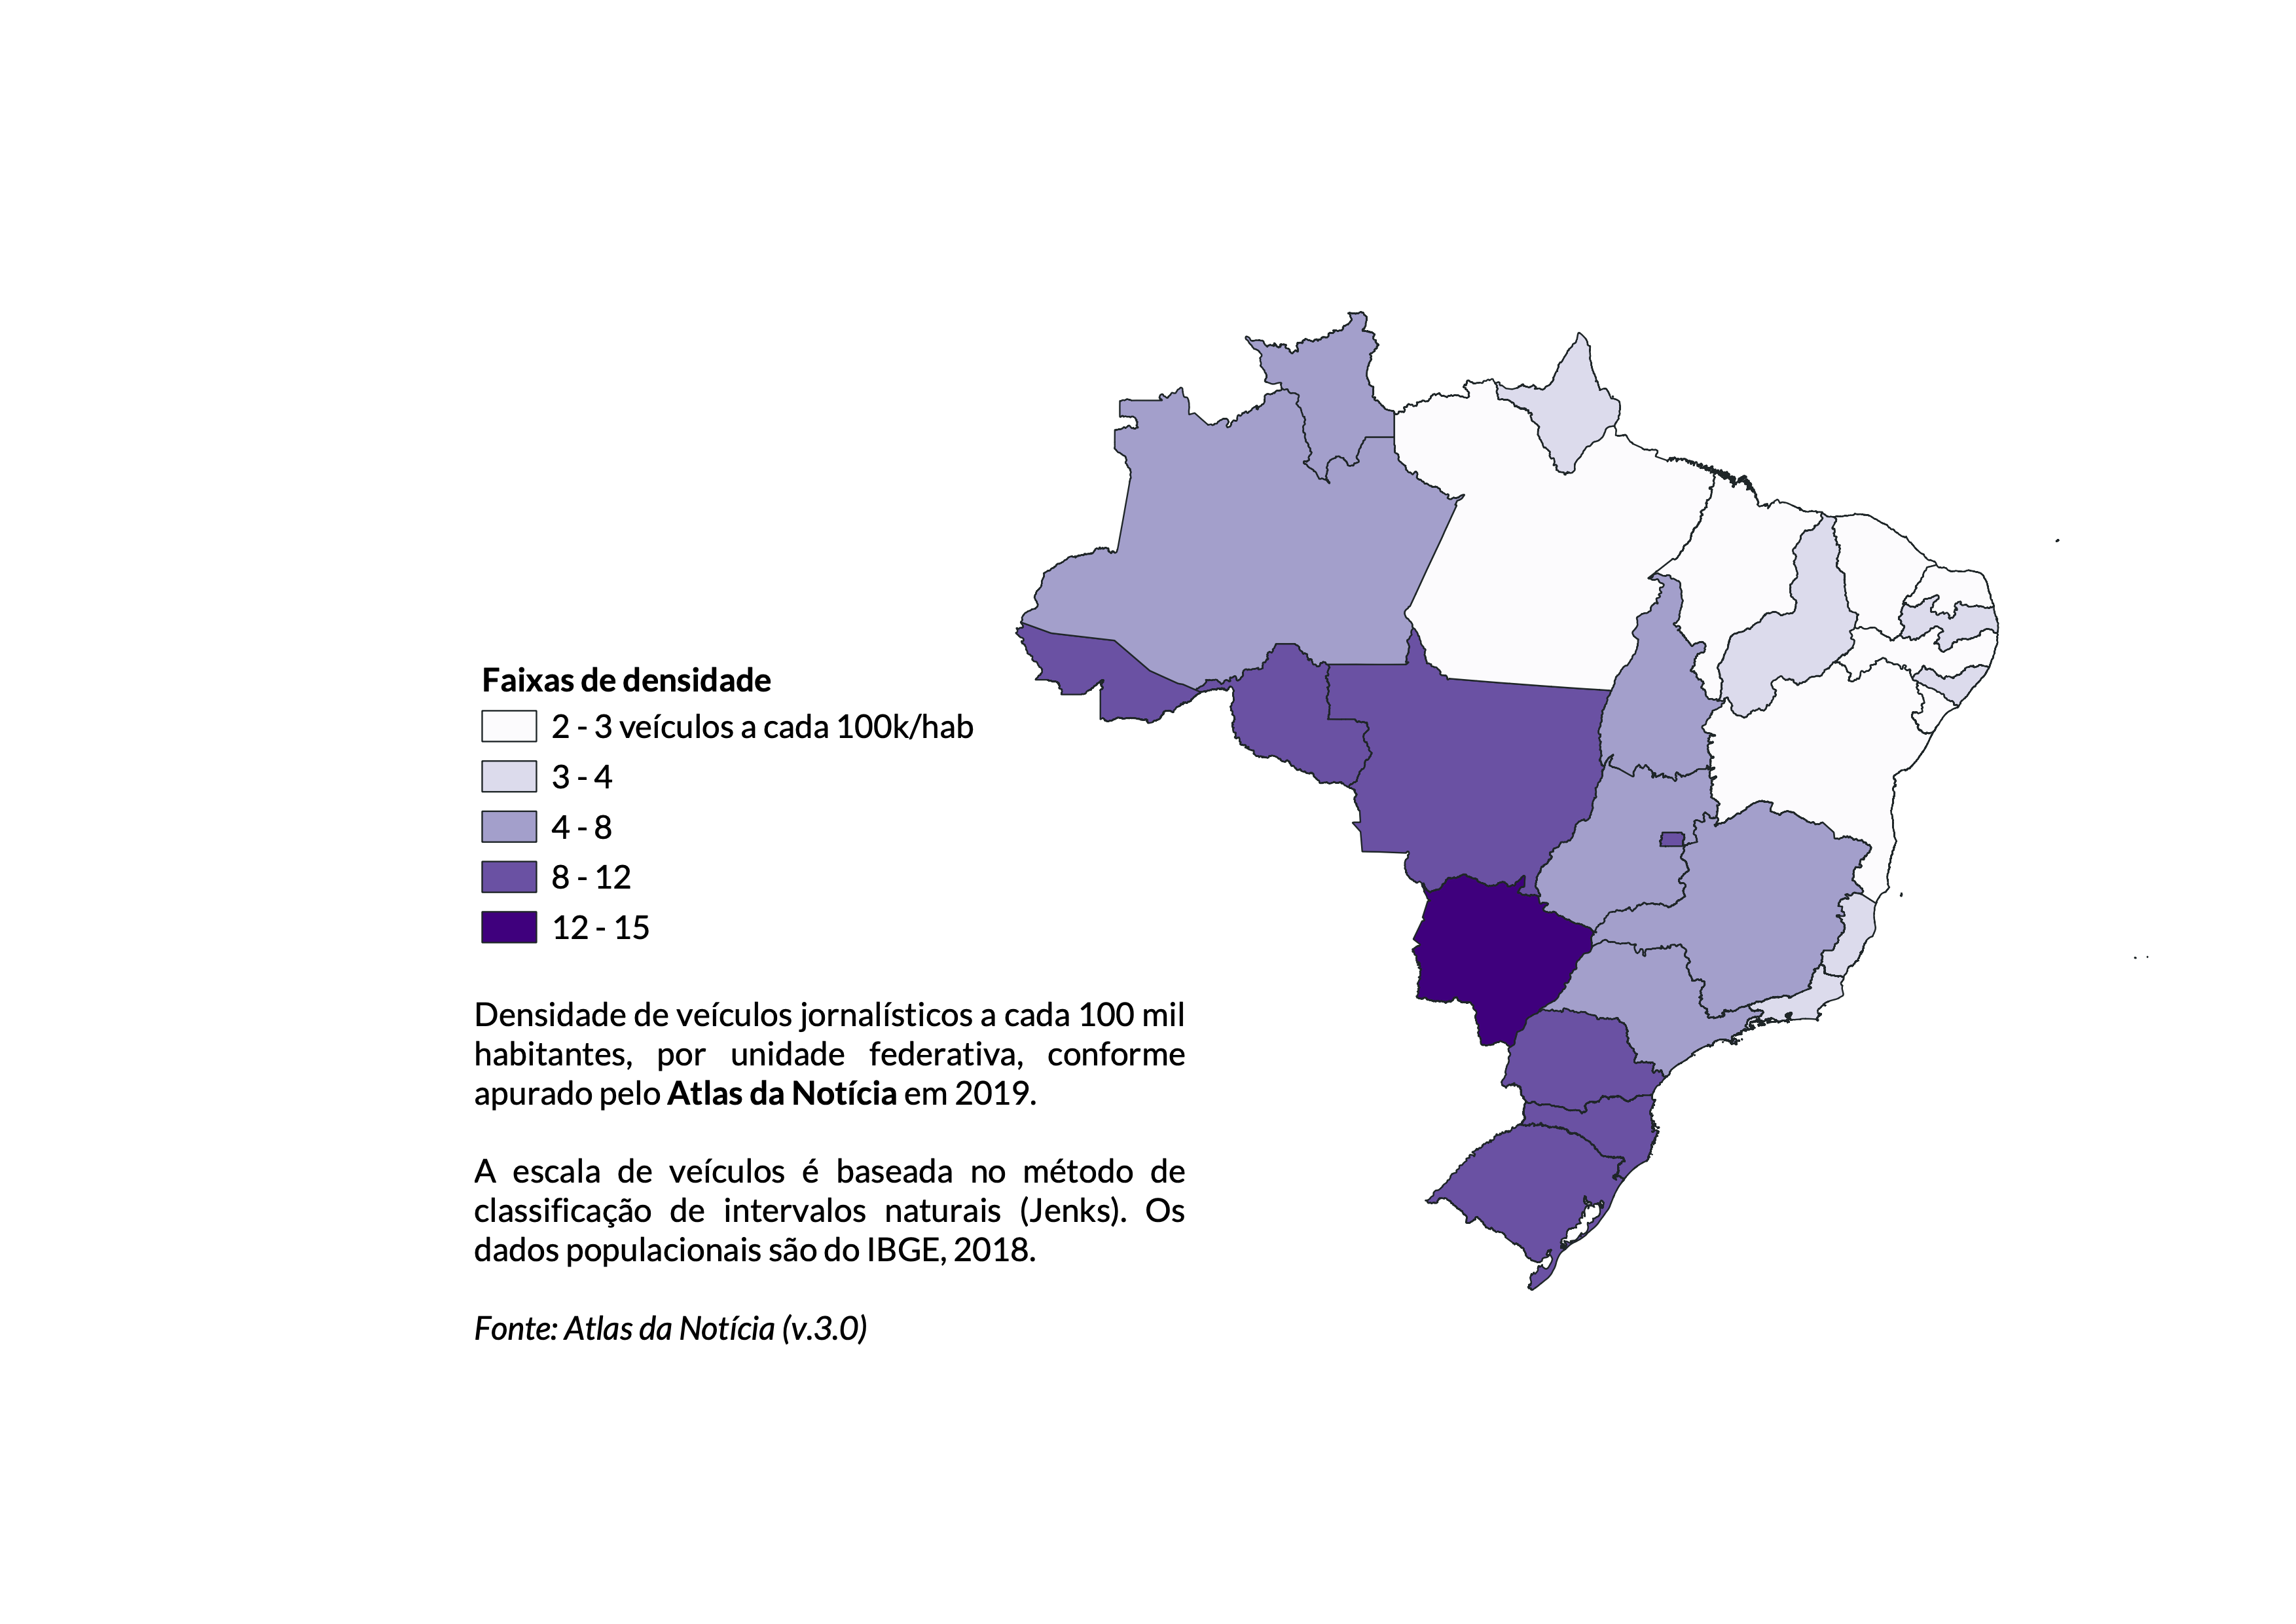 Faixas de densidade
2 - 3 veículos a cada 100k/hab
3 - 4
4 - 8
8 - 12
12 - 15
Densidade de veículos jornalísticos a cada 100 mil
habitantes, por unidade federativa, conforme
apurado pelo Atlas da Notícia em 2019.
A escala de veículos é baseada no método de
classificação de intervalos naturais (Jenks). Os
dados populacionais são do IBGE, 2018.
Fonte: Atlas da Notícia (v.3.0)